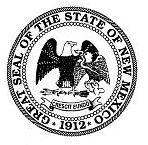 GREAT SEAL OF THE STATE OF NEW MEXICO
CRESCIT EUNDO
·1912·